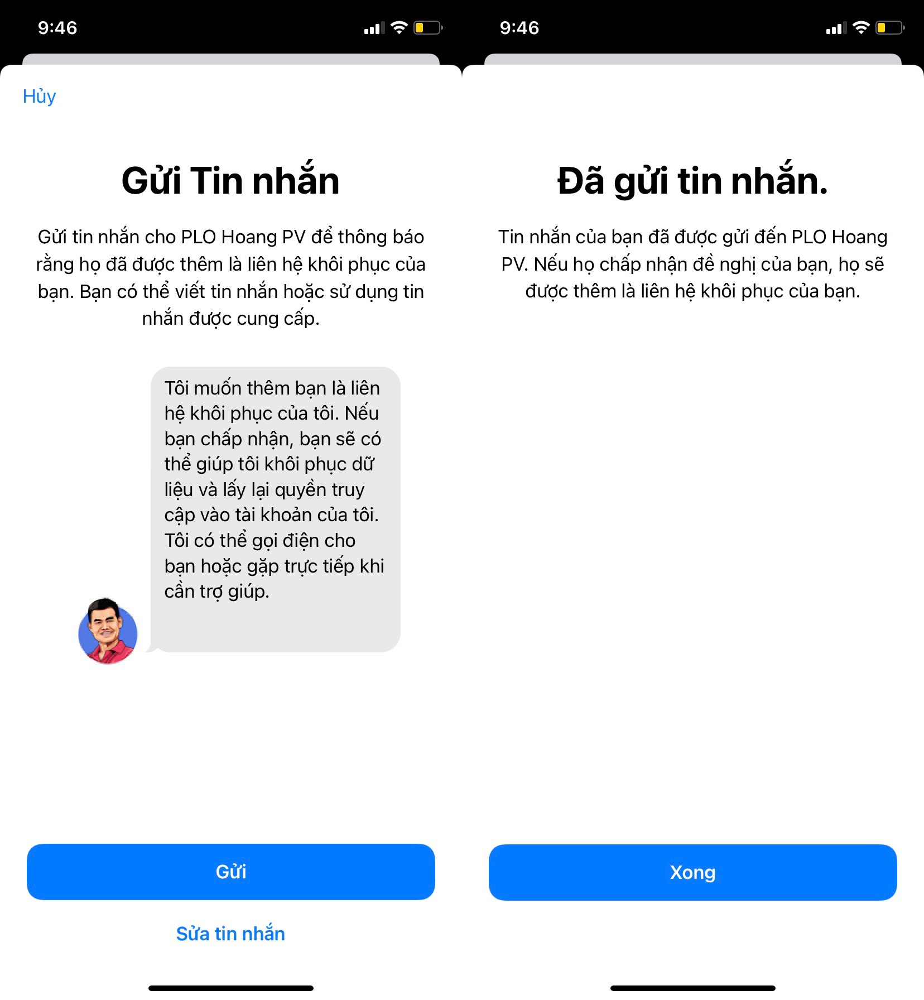 9:46
Hủy
Gửi Tin nhắn
Gửi tin nhắn cho PLO Hoang PV để thông báo
rằng họ đã được thêm là liên hệ khôi phục của
bạn. Bạn có thể viết tin nhắn hoặc sử dụng tin
nhắn được cung cấp.
Tôi muốn thêm bạn là liên
hệ khôi phục của tôi. Nếu
bạn chấp nhận, bạn sẽ có
thể giúp tôi khôi phục dữ
liệu và lấy lại quyền truy
cập vào tài khoản của tôi.
Tôi có thể gọi điện cho
bạn hoặc gặp trực tiếp khi
cần trợ giúp.
Gửi
Sửa tin nhắn
9:46
Đã gửi tin nhắn.
Tin nhắn của bạn đã được gửi đến PLO Hoang
PV. Nếu họ chấp nhận đề nghị của bạn, họ sẽ
được thêm là liên hệ khôi phục của bạn.
Xong